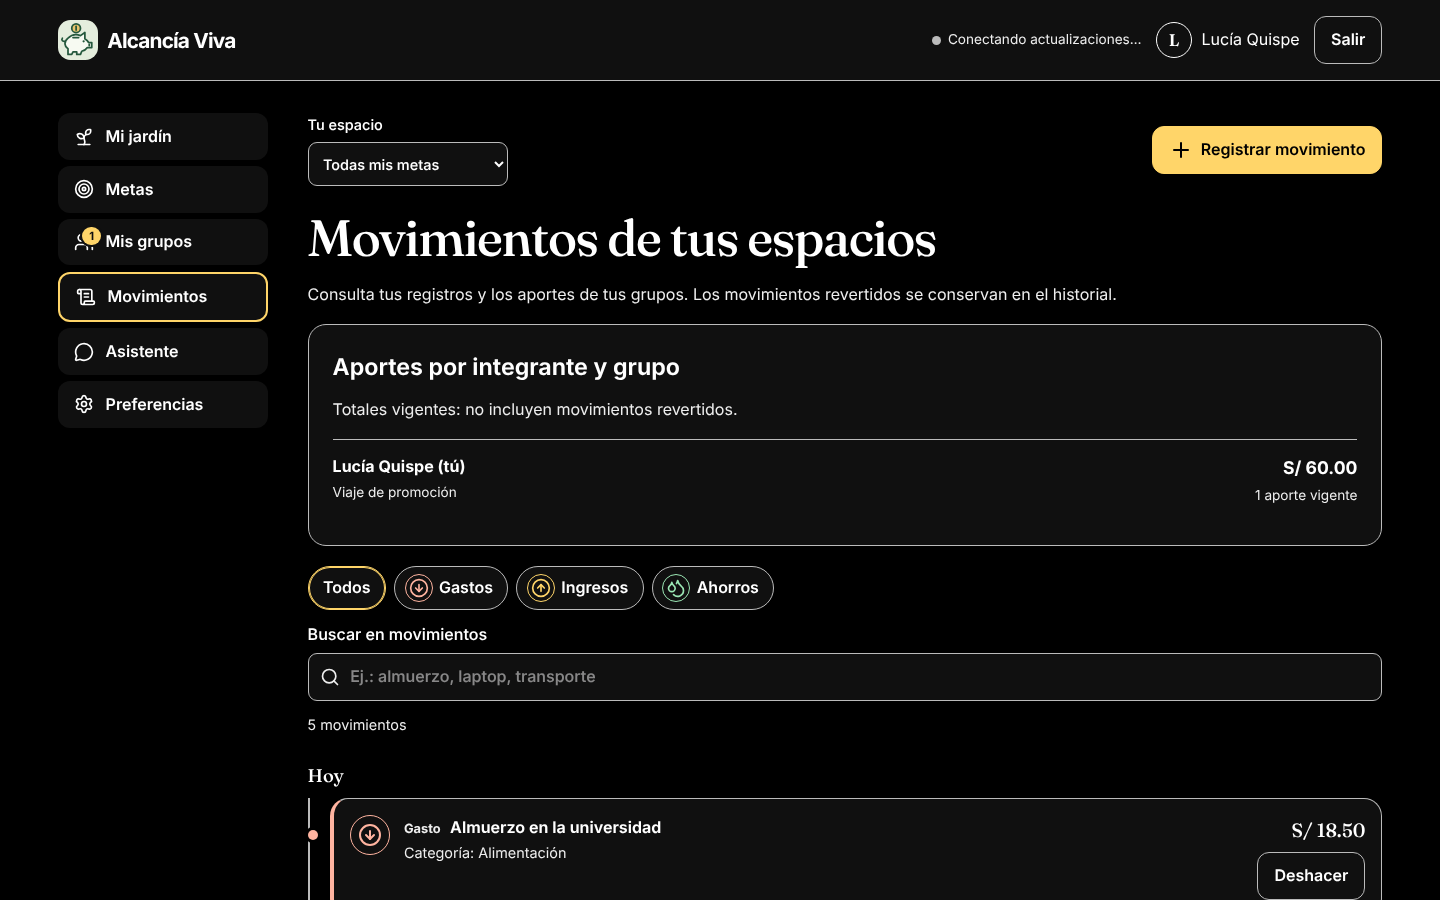 Alcancía Viva
Conectando actualizaciones...
L
Lucía Quispe
Salir
Mi jardín
Metas
1
Mis grupos
Movimientos
Asistente
Preferencias
Tu espacio
Todas mis metas
Registrar movimiento
Movimientos de tus espacios
Consulta tus registros y los aportes de tus grupos. Los movimientos revertidos se conservan en el historial.
Aportes por integrante y grupo
Totales vigentes: no incluyen movimientos revertidos.
Lucía Quispe (tú)
S/ 60.00
Viaje de promoción
1 aporte vigente
Todos
Gastos
Ingresos
Ahorros
Buscar en movimientos
Ej.: almuerzo, laptop, transporte
5 movimientos
Hoy
Gasto Almuerzo en la universidad
S/ 18.50
Categoría: Alimentación
Deshacer